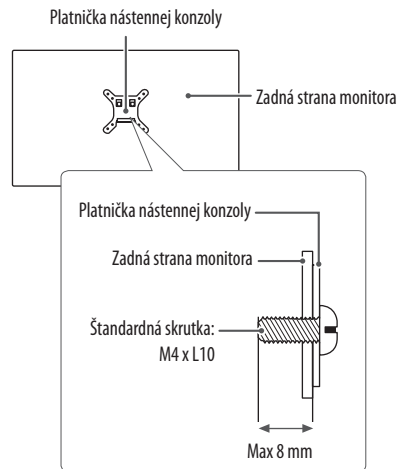 Platnička nástennej konzoly
Zadná strana monitora
Platnička nástennej konzoly
Zadná strana monitora
Štandardná skrutka:
M4 x L10
Max 8 mm